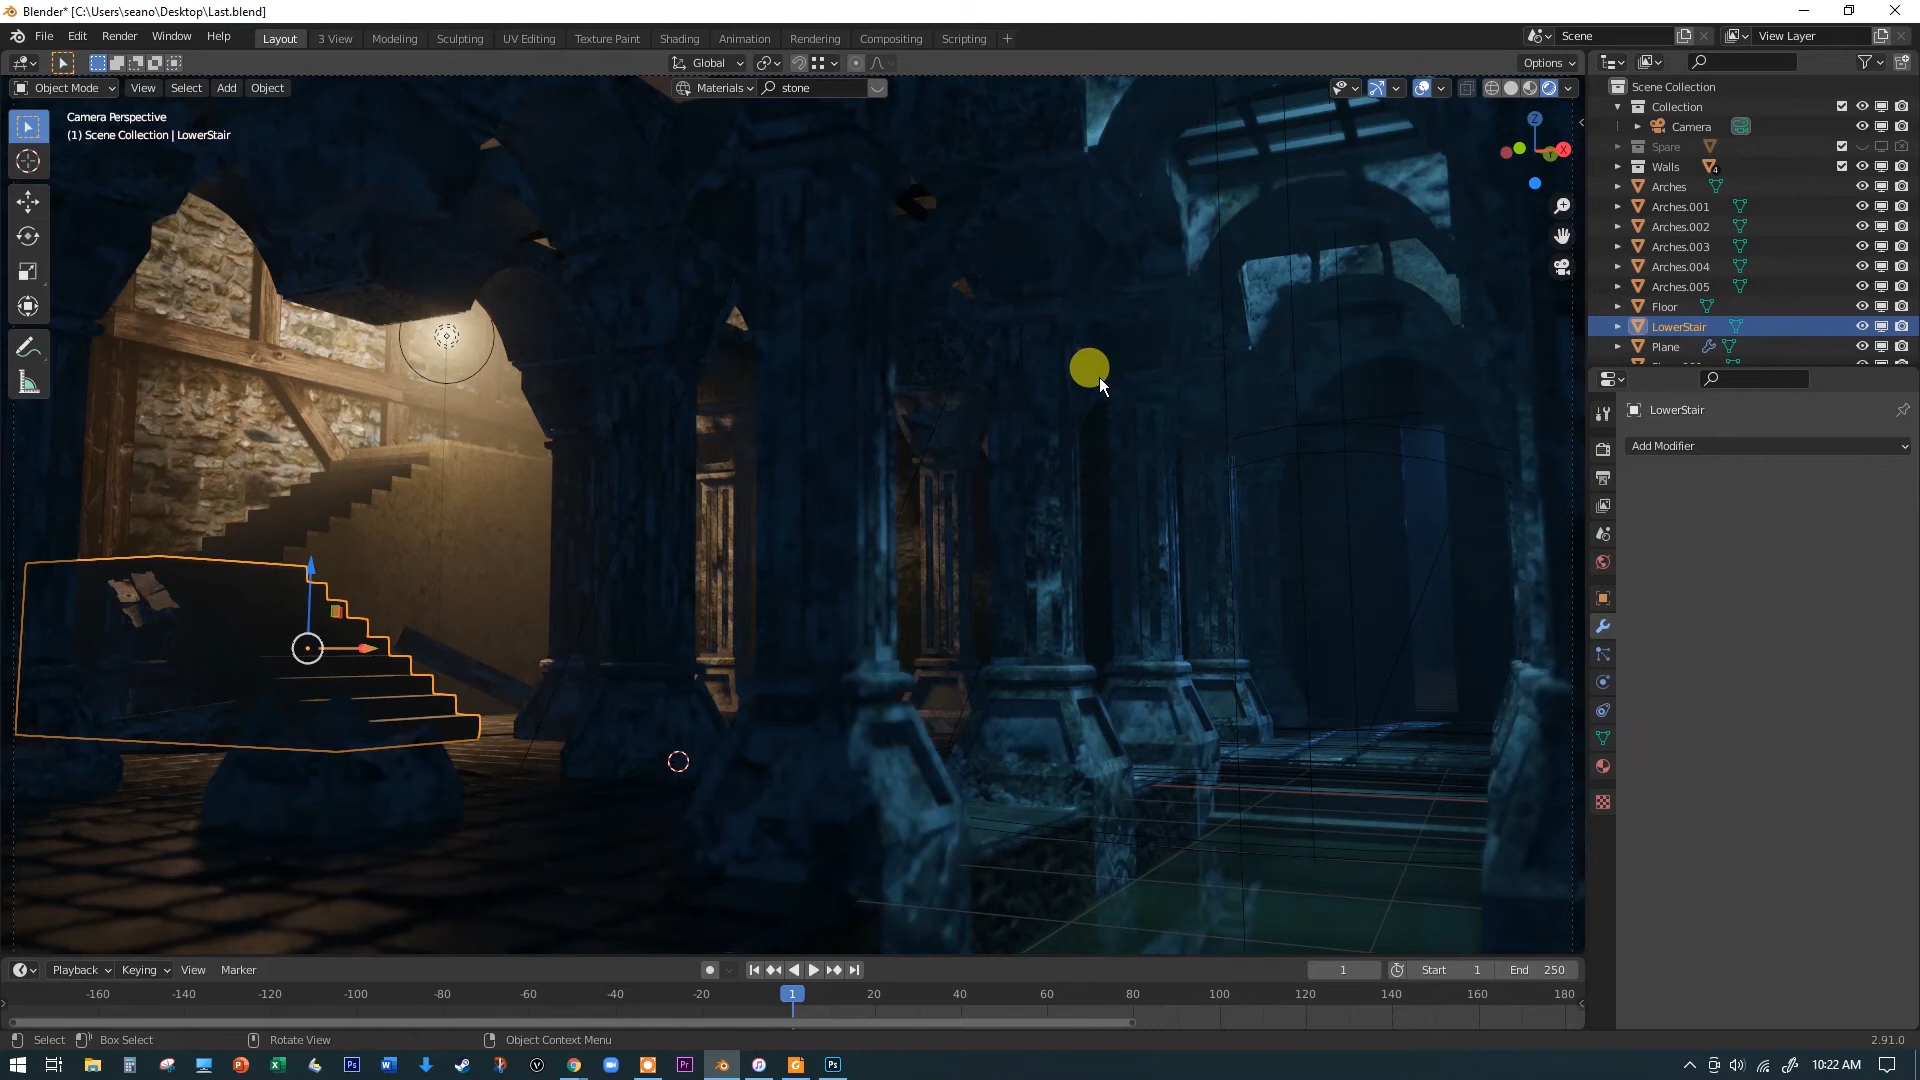 Blender* [C:\Users\seano\Desktop\Last.blend]
File Edit Render Window Help Layout 3 View Modeling Sculpting UV Editing Texture Paint Shading Animation Rendering Compositing Scripting + Scene View Layer
Global Options
Object Mode View Select Add Object Materials stone
Camera Perspective
(1) Scene Collection | LowerStair
Z
X
Y
Scene Collection
Collection
Camera
Spare
Walls 4
Arches
Arches.001
Arches.002
Arches.003
Arches.004
Arches.005
Floor
LowerStair
Plane
LowerStair
Add Modifier
Playback Keying View Marker 1 Start 1 End 250
-160 -140 -120 -100 -80 -60 -40 -20 1 20 40 60 80 100 120 140 160 180
Select Box Select Rotate View Object Context Menu 2.91.0
10:22 AM